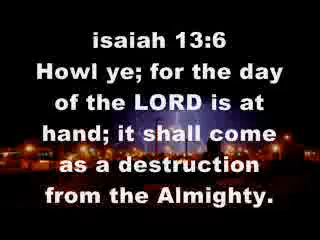 isaiah 13:6
Howl ye; for the day
of the LORD is at
hand; it shall come
as a destruction
from the Almighty.